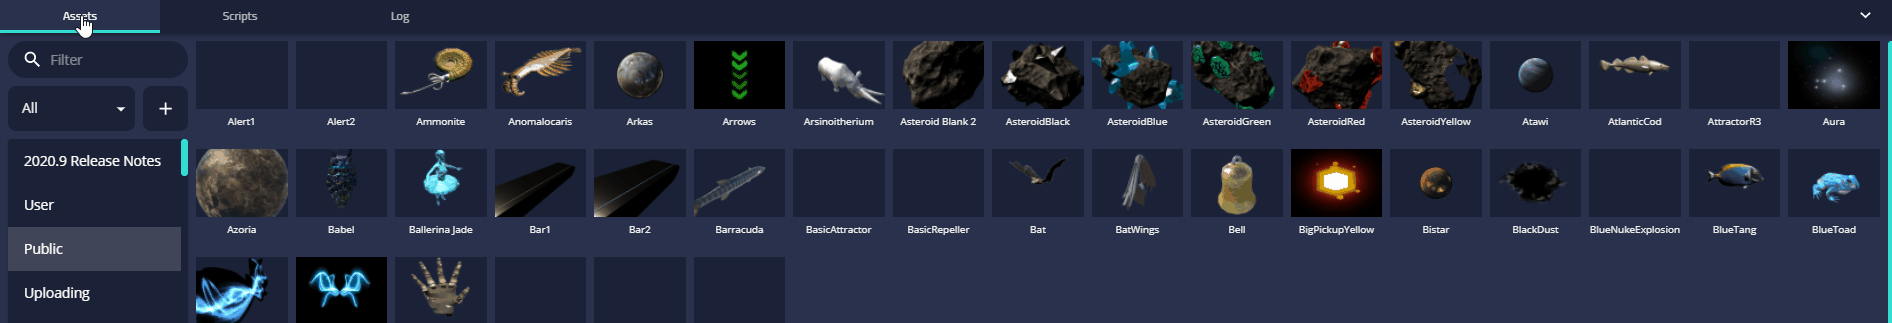 Assets Scripts Log
Filter
All +
2020.9 Release Notes
User
Public
Uploading
Alert1 Alert2 Ammonite Anomalocaris Arkas Arrows Arsinoitherium Asteroid Blank 2 AsteroidBlack AsteroidBlue AsteroidGreen AsteroidRed AsteroidYellow Atawi AtlanticCod AttractorR3 Aura
Azoria Babel Ballerina Jade Bar1 Bar2 Barracuda BasicAttractor BasicRepeller Bat BatWings Bell BigPickupYellow Bistar BlackDust BlueNukeExplosion BlueTang BlueToad